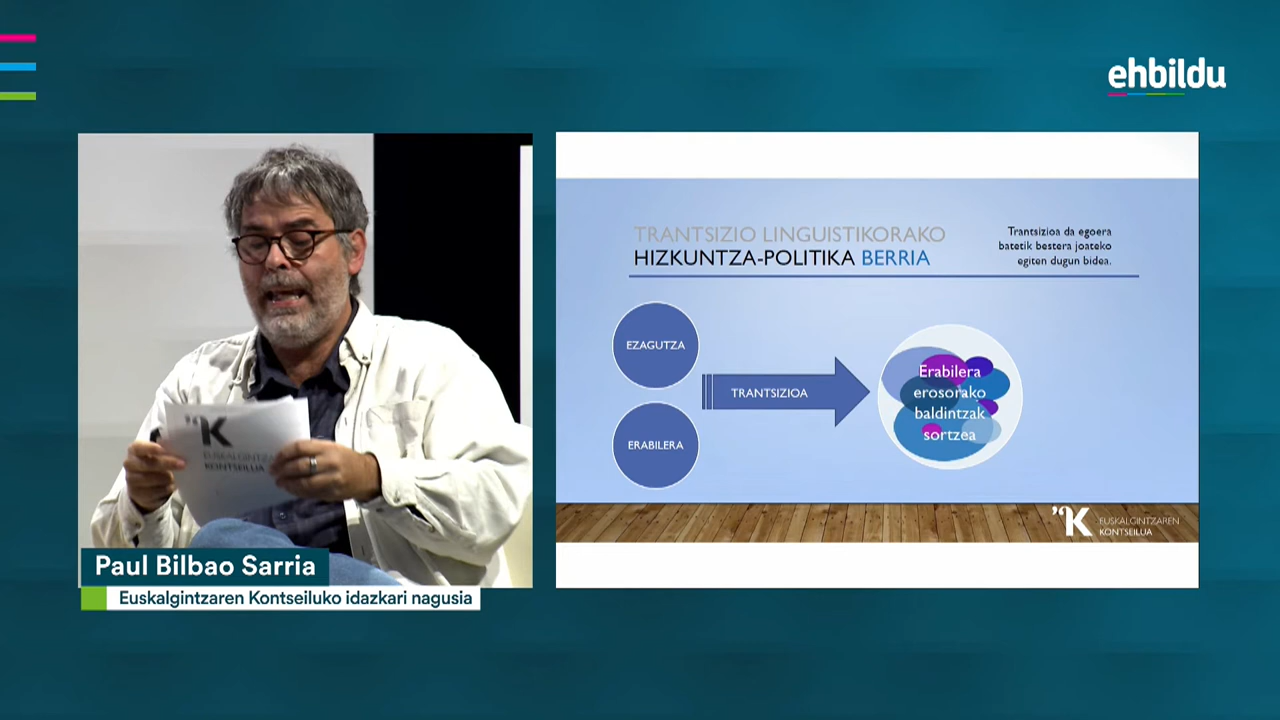 ehbildu
TRANTSIZIO LINGUISTIKORAKO
HIZKUNTZA-POLITIKA BERRIA
Trantsizioa da egoera
batetik bestera joateko
egiten dugun bidea.
EZAGUTZA
ERABILERA
TRANTSIZIOA
Erabilera
erosorako
baldintzak
sortzea
"K EUSKALGINTZAREN
KONTSEILUA
"K
EUSKALGINTZAREN
KONTSEILUA
Paul Bilbao Sarria
Euskalgintzaren Kontseiluko idazkari nagusia